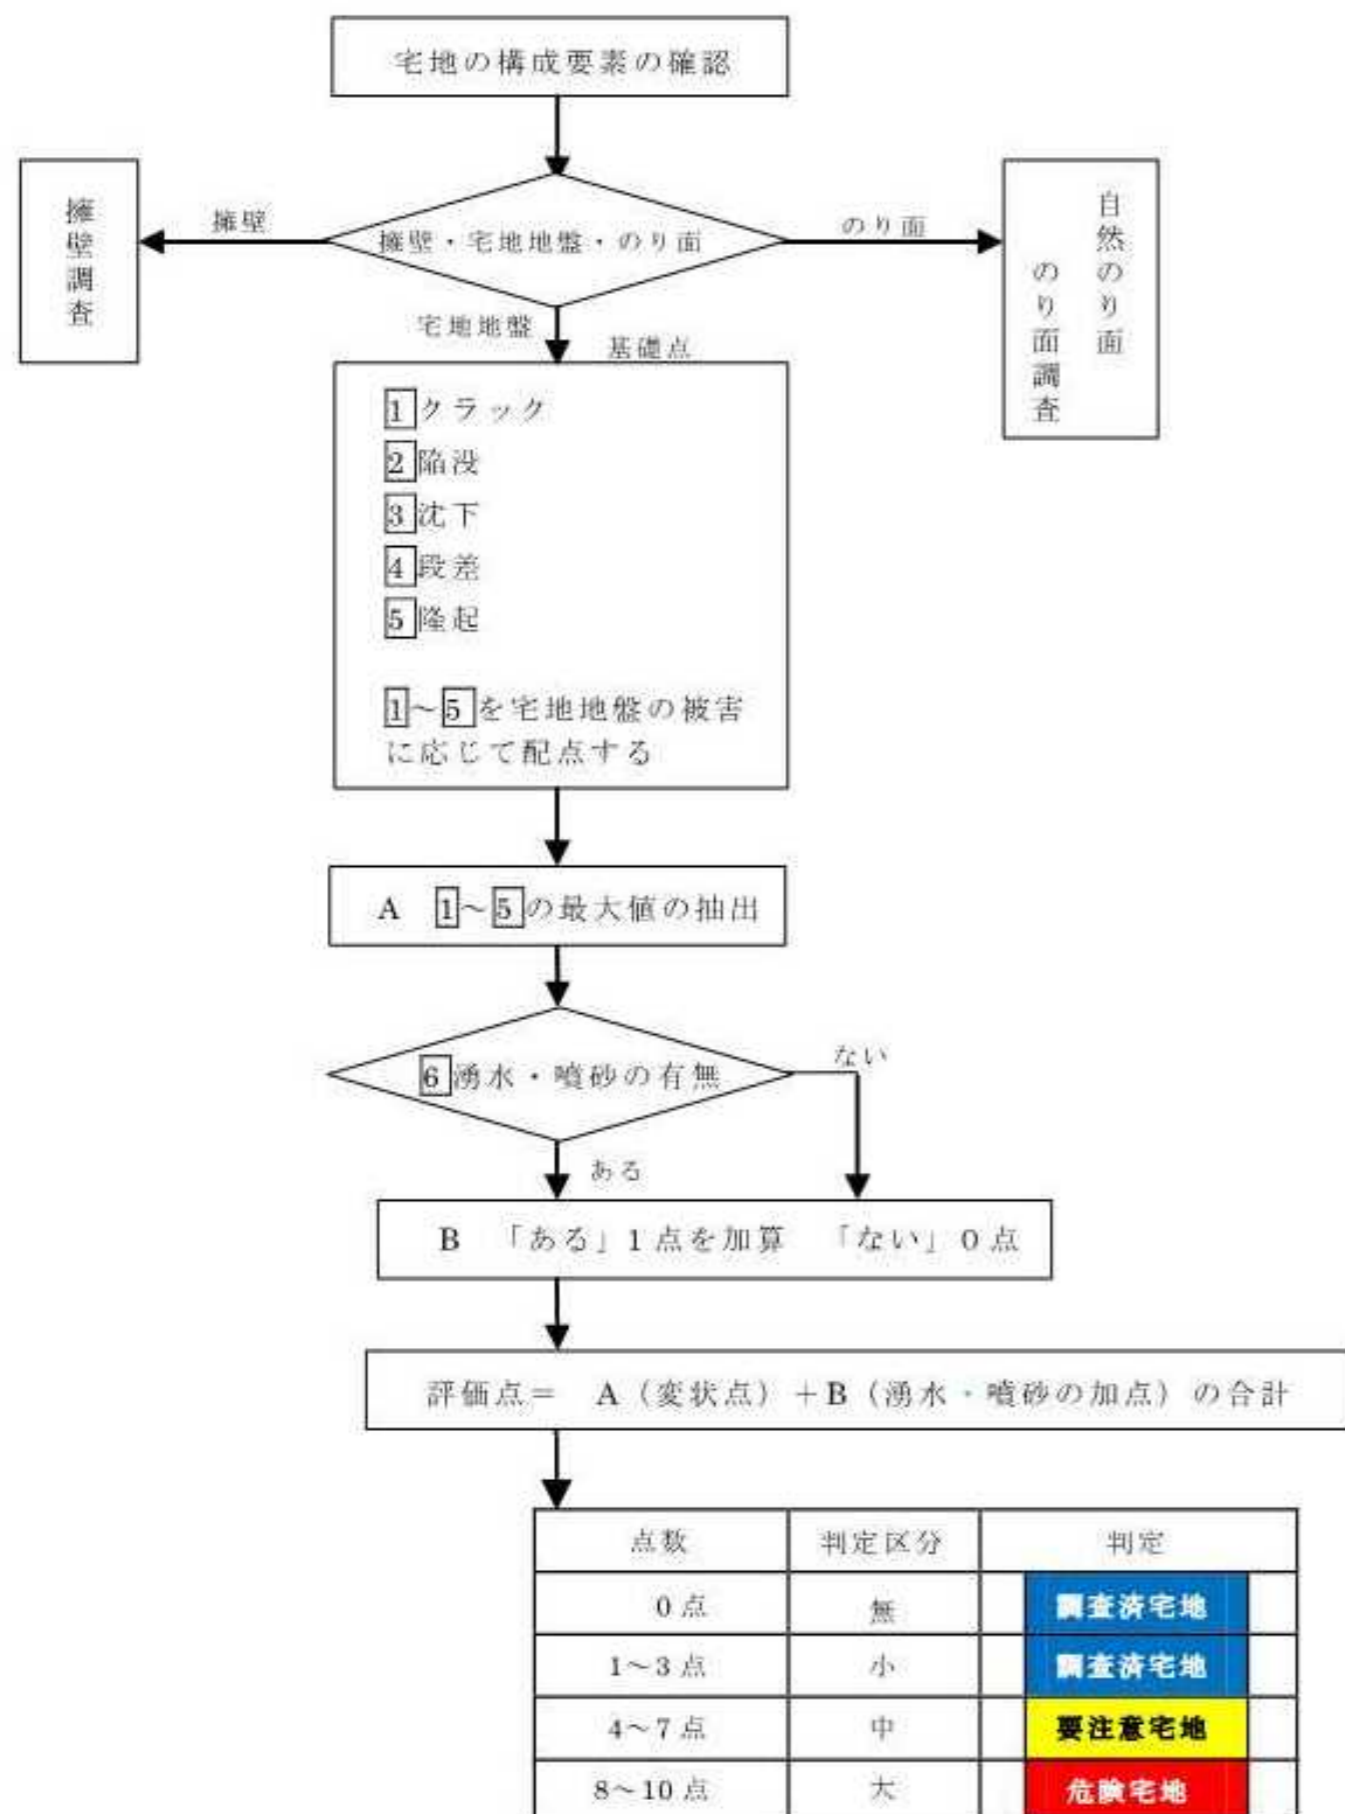 宅地の構成要素の確認
擁壁・宅地地盤・のり面
擁壁
のり面
擁壁調査
自然のり面
のり面調査
宅地地盤
基礎点
1クラック
2陥没
3沈下
4段差
5隆起
1～5を宅地地盤の被害
に応じて配点する
A 1～5の最大値の抽出
6湧水・噴砂の有無
ない
ある
B 「ある」1点を加算 「ない」0点
評価点＝ A（変状点）＋B（湧水・噴砂の加点）の合計
点数 判定区分 判定
0点 無 調査済宅地
1～3点 小 調査済宅地
4～7点 中 要注意宅地
8～10点 大 危険宅地